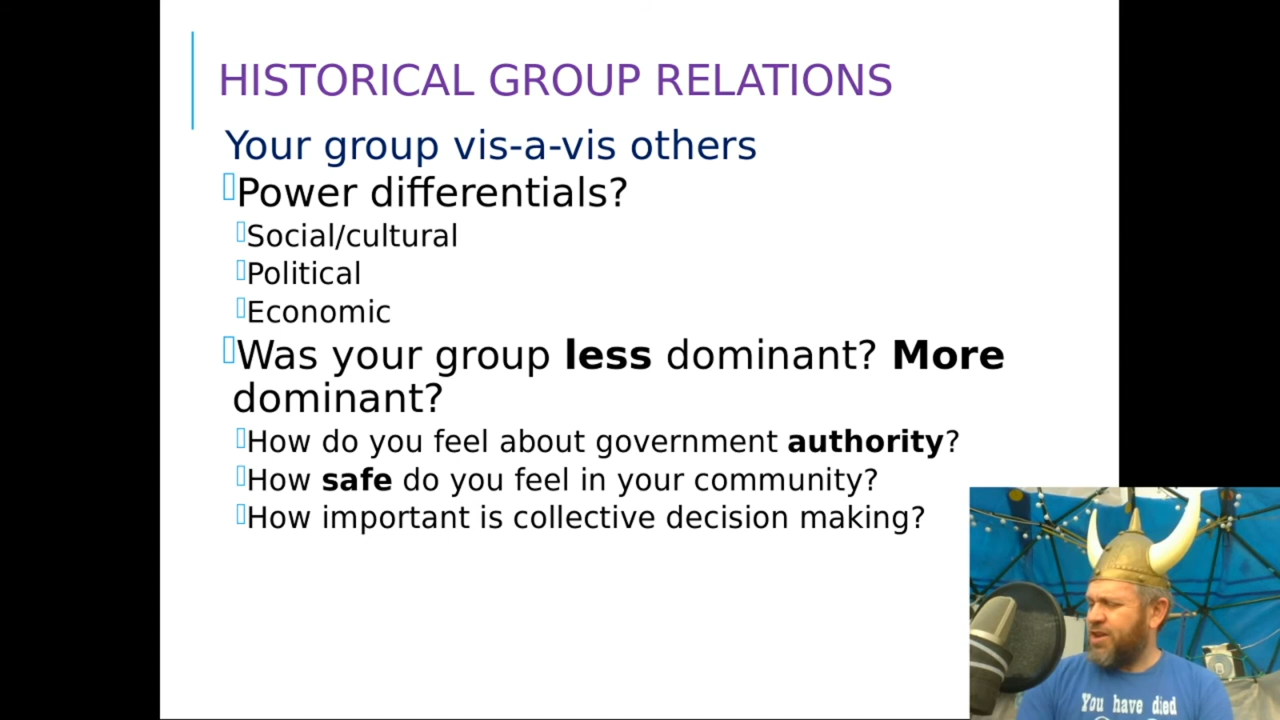 HISTORICAL GROUP RELATIONS
Your group vis-a-vis others
Power differentials?
Social/cultural
Political
Economic
Was your group less dominant? More
dominant?
How do you feel about government authority?
How safe do you feel in your community?
How important is collective decision making?
You have died